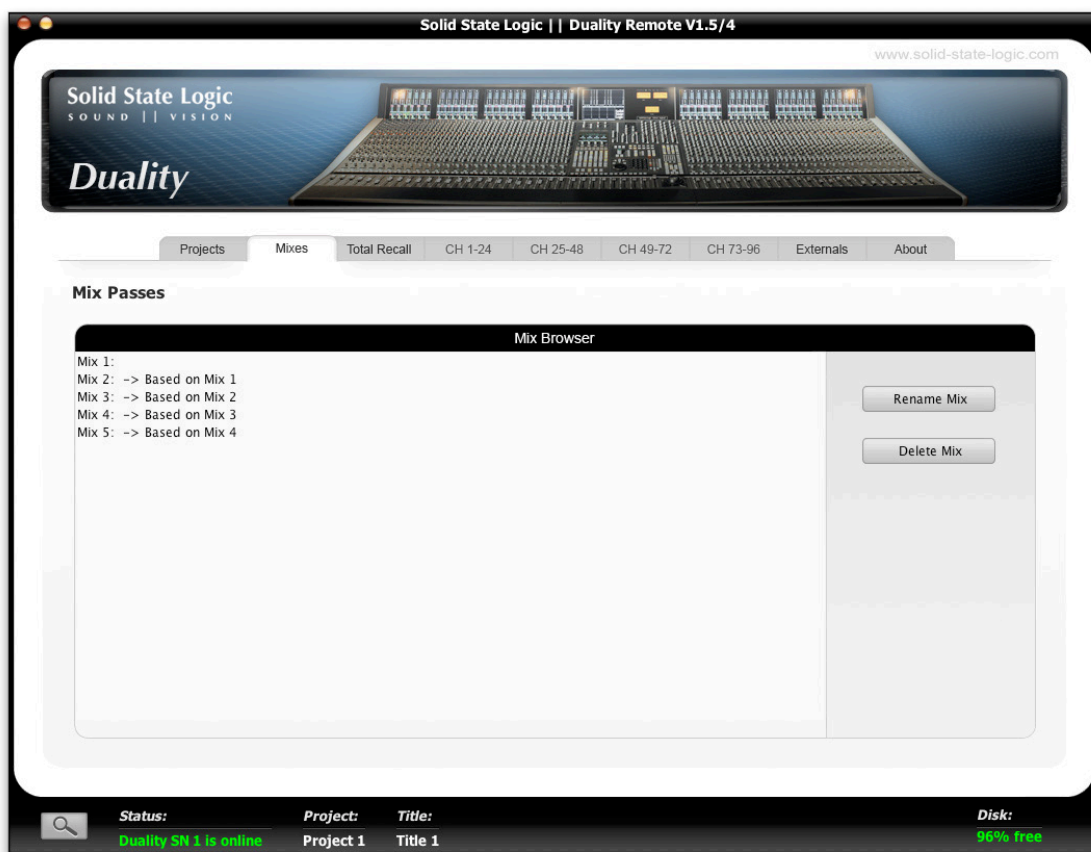 Solid State Logic || Duality Remote V1.5/4
www.solid-state-logic.com
Solid State Logic
SOUND || VISION
Duality
Projects Mixes Total Recall CH 1-24 CH 25-48 CH 49-72 CH 73-96 Externals About
Mix Passes
Mix Browser
Mix 1:
Mix 2: -> Based on Mix 1
Mix 3: -> Based on Mix 2
Mix 4: -> Based on Mix 3
Mix 5: -> Based on Mix 4
Rename Mix
Delete Mix
Status: Project: Title: Disk:
Duality SN 1 is online Project 1 Title 1 96% free